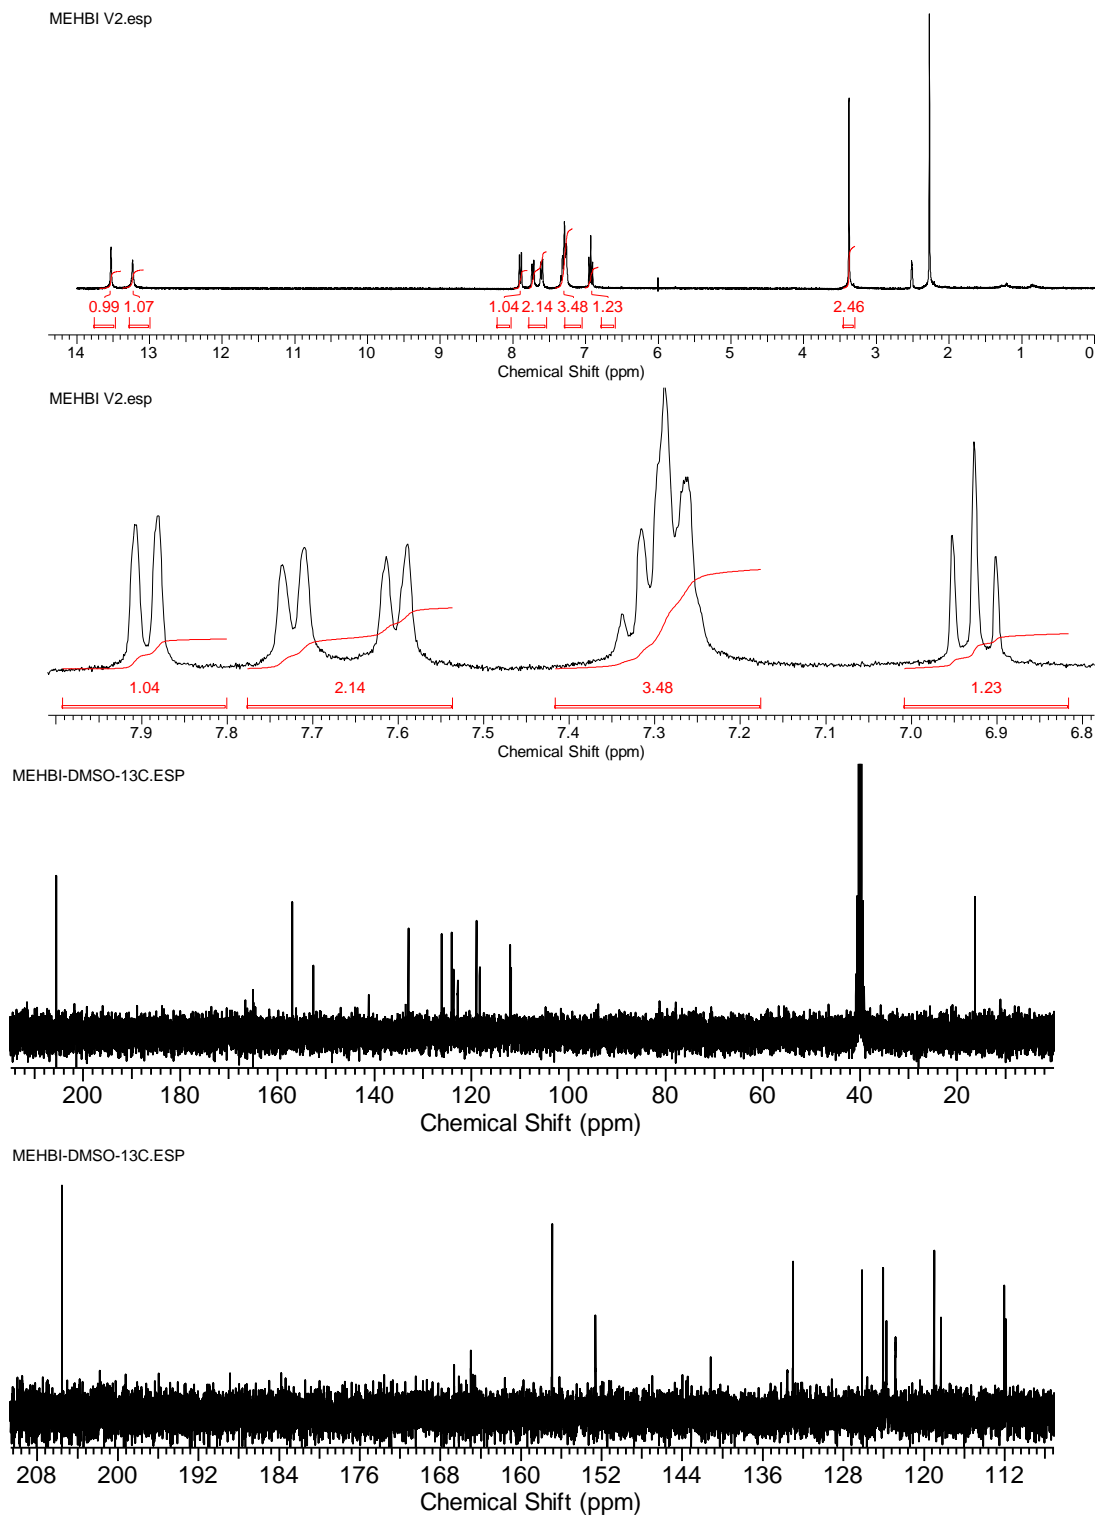 MEHBI V2.esp
0.99 1.07 1.04 2.14 3.48 1.23 2.46
14 13 12 11 10 9 8 7 6 5 4 3 2 1 0
Chemical Shift (ppm)
MEHBI V2.esp
1.04 2.14 3.48 1.23
7.9 7.8 7.7 7.6 7.5 7.4 7.3 7.2 7.1 7.0 6.9 6.8
Chemical Shift (ppm)
MEHBI-DMSO-13C.ESP
200 180 160 140 120 100 80 60 40 20
Chemical Shift (ppm)
MEHBI-DMSO-13C.ESP
208 200 192 184 176 168 160 152 144 136 128 120 112
Chemical Shift (ppm)